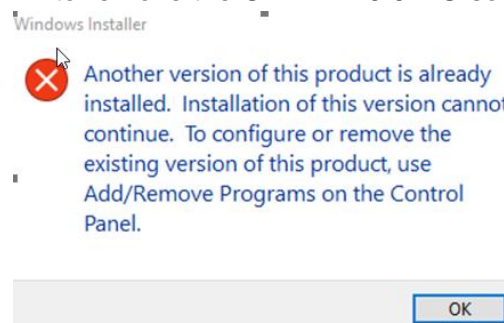 Windows Installer
Another version of this product is already
installed. Installation of this version cannot
continue. To configure or remove the
existing version of this product, use
Add/Remove Programs on the Control
Panel.
OK